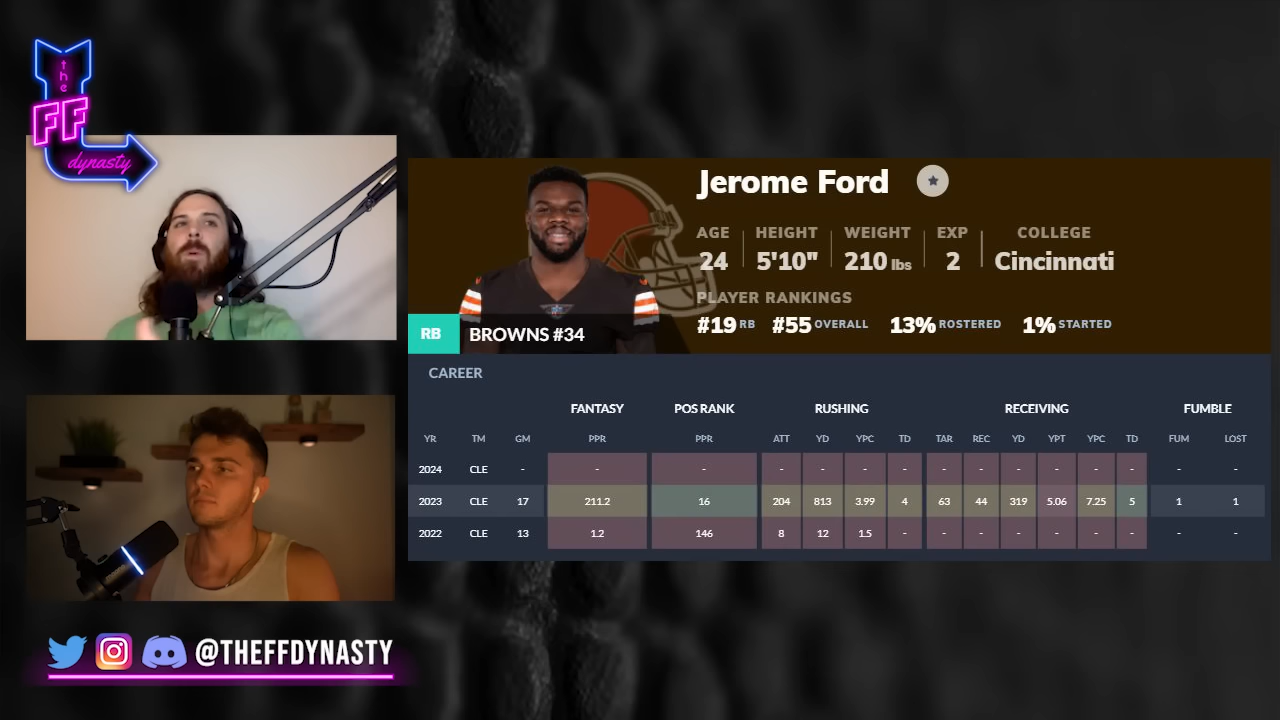 the
FF
dynasty
Jerome Ford
AGE HEIGHT WEIGHT EXP COLLEGE
24 5'10" 210 lbs 2 Cincinnati
PLAYER RANKINGS
#19 RB #55 OVERALL 13% ROSTERED 1% STARTED
RB BROWNS #34
CAREER
FANTASY POS RANK RUSHING RECEIVING FUMBLE
YR TM GM PPR PPR ATT YD YPC TD TAR REC YD YPT YPC TD FUM LOST
2024 CLE - - - - - - - - - - - - - - -
2023 CLE 17 211.2 16 204 813 3.99 4 63 44 319 5.06 7.25 5 1 1
2022 CLE 13 1.2 146 8 12 1.5 - - - - - - - - -
@THEFFDYNASTY